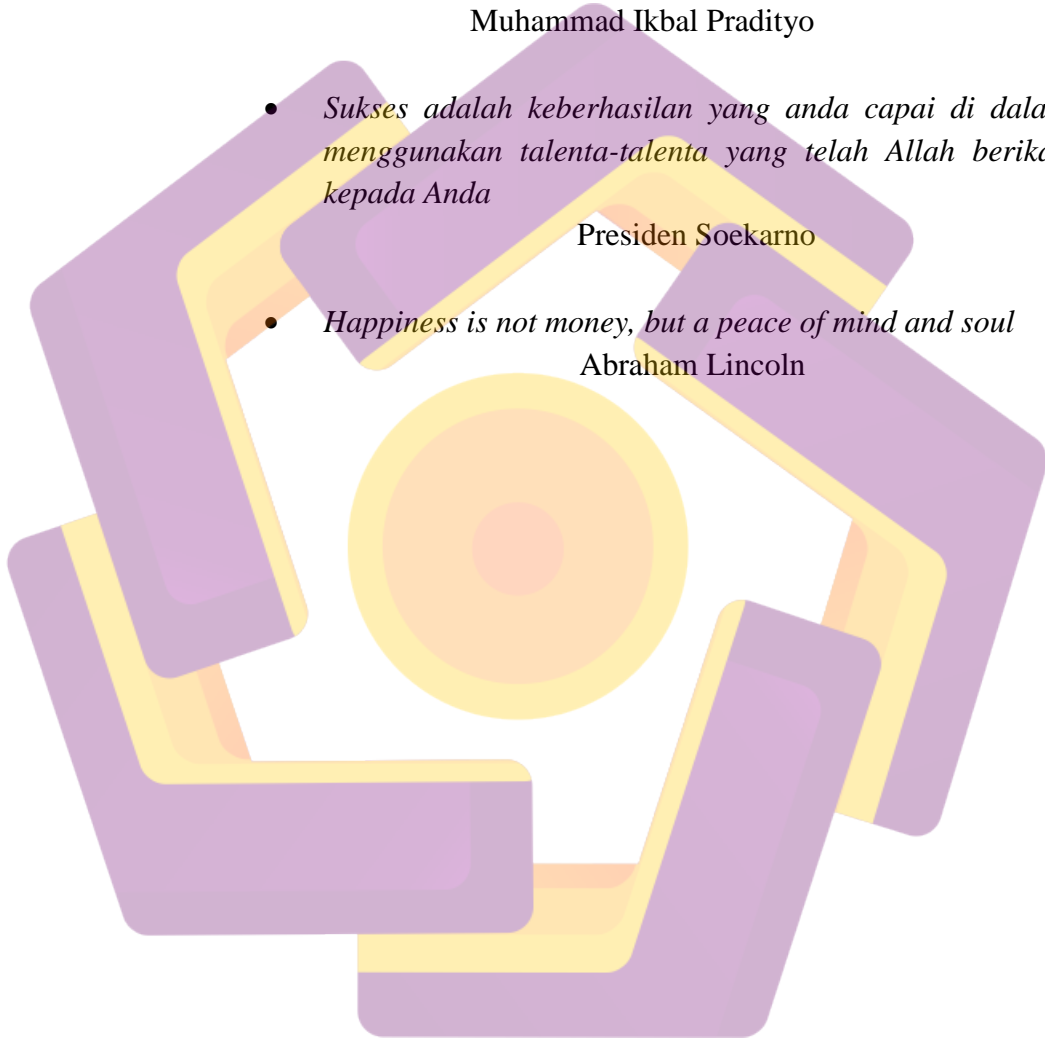 Muhammad Ikbal Pradityo
• Sukses adalah keberhasilan yang anda capai di dala
menggunakan talenta-talenta yang telah Allah berika
kepada Anda
Presiden Soekarno
• Happiness is not money, but a peace of mind and soul
Abraham Lincoln